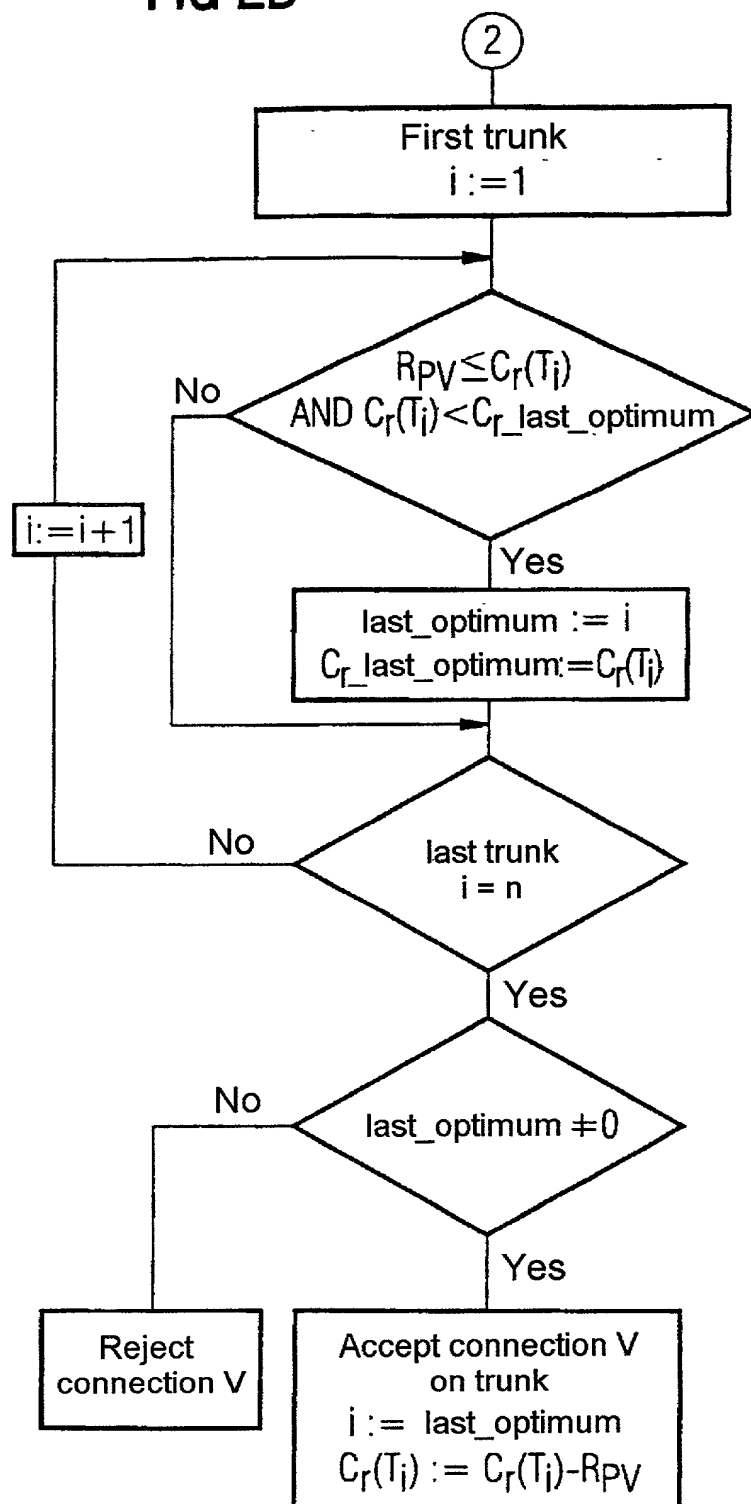 2
First trunk
i :=1
RPV≤Cr(Ti)
AND Cr(Ti)<Cr_last_optimum
No
i:=i+1
Yes
last_optimum := i
Cr_last_optimum:=Cr(Ti)
No
last trunk
i = n
Yes
No
last_optimum ≠0
Yes
Reject
connection V
Accept connection V
on trunk
i := last_optimum
Cr(Ti) := Cr(Ti)-RPV